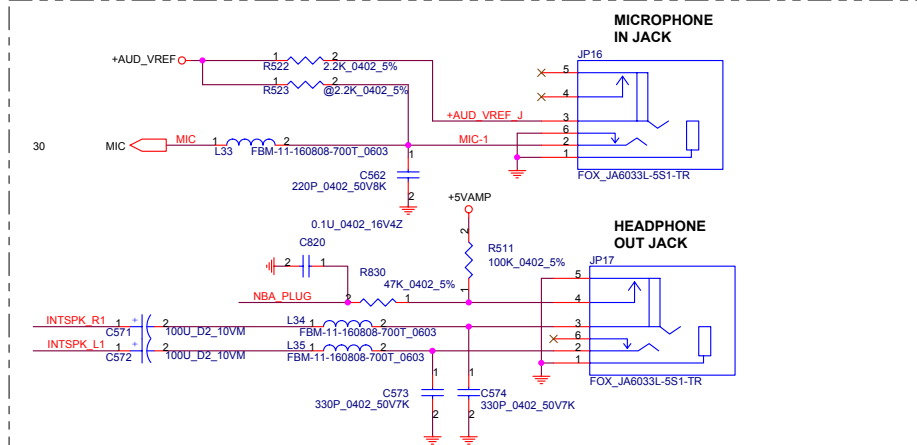 MICROPHONE
IN JACK
JP16
+AUD_VREF
1
2
R522
2.2K_0402_5%
1
2
R523
@2.2K_0402_5%
5
4
+AUD_VREF_J
3
6
30
MIC
MIC
1
2
MIC-1
2
L33
FBM-11-160808-700T_0603
1
1
C562
220P_0402_50V8K
2
FOX_JA6033L-5S1-TR
+5VAMP
HEADPHONE
OUT JACK
0.1U_0402_16V4Z
C820
2
R511
100K_0402_5%
JP17
2
1
R830
47K_0402_5%
5
1
NBA_PLUG
2
1
4
INTSPK_R1
1
+
2
L34
1
2
3
C571
100U_D2_10VM
FBM-11-160808-700T_0603
6
INTSPK_L1
1
+
2
L35
1
2
2
C572
100U_D2_10VM
FBM-11-160808-700T_0603
1
1
1
C573
C574
330P_0402_50V7K
330P_0402_50V7K
2
2
FOX_JA6033L-5S1-TR